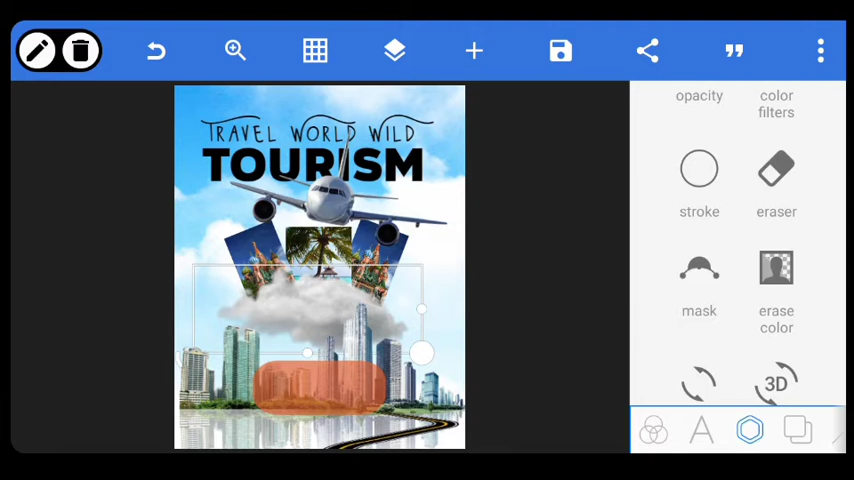 TRAVEL WORLD WILD
TOURISM
opacity
color
filters
stroke
eraser
mask
erase
color
3D
A